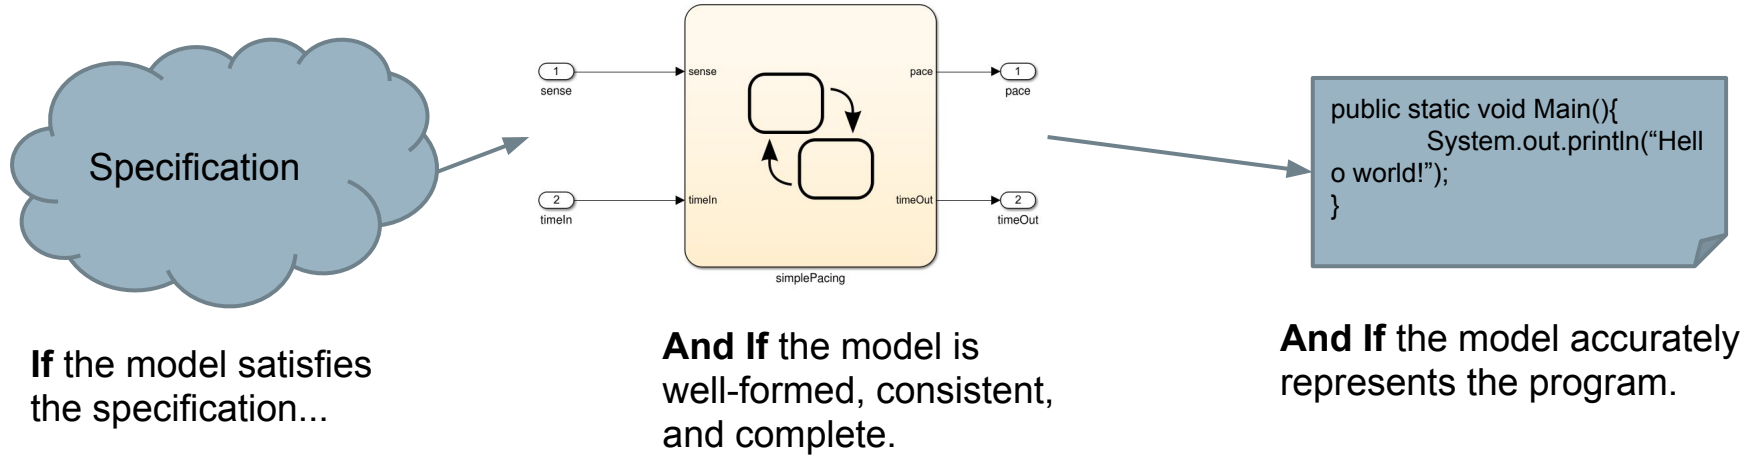 Specification
1
sense
2
timeIn
sense
timeIn
pace
timeOut
simplePacing
1
pace
2
timeOut
public static void Main(){
System.out.println(“Hell
o world!”);
}
If the model satisfies
the specification...
And If the model is
well-formed, consistent,
and complete.
And If the model accurately
represents the program.